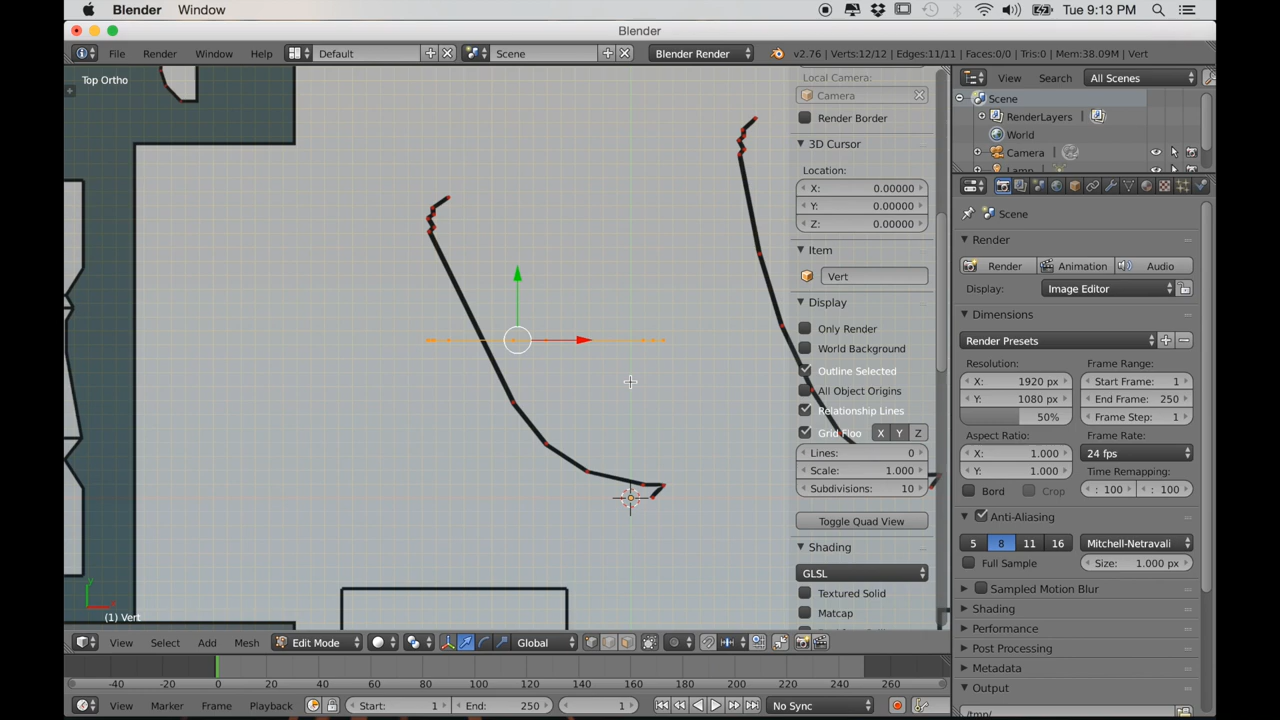 Blender Window Tue 9:13 PM
Blender
File Render Window Help Default Scene Blender Render v2.76 | Verts:12/12 | Edges:11/11 | Faces:0/0 | Tris:0 | Mem:38.09M | Vert
Top Ortho
Local Camera:
Camera
Render Border
3D Cursor
Location:
X: 0.00000
Y: 0.00000
Z: 0.00000
Item
Vert
Display
Only Render
World Background
Outline Selected
All Object Origins
Relationship Lines
Grid Floo X Y Z
Lines: 0
Scale: 1.000
Subdivisions: 10
Toggle Quad View
Shading
GLSL
Textured Solid
Matcap
View Search All Scenes
Scene
RenderLayers
World
Camera
Lamp
Scene
Render
Render Animation Audio
Display: Image Editor
Dimensions
Render Presets
Resolution: Frame Range:
X: 1920 px Start Frame: 1
Y: 1080 px End Frame: 250
50% Frame Step: 1
Aspect Ratio: Frame Rate:
X: 1.000 24 fps
Y: 1.000 Time Remapping:
Bord Crop : 100 : 100
Anti-Aliasing
5 8 11 16 Mitchell-Netravali
Full Sample Size: 1.000 px
Sampled Motion Blur
Shading
Performance
Post Processing
Metadata
Output
/tmp/
y
(1) Vert
View Select Add Mesh Edit Mode Global
-40 -20 0 20 40 60 80 100 120 140 160 180 200 220 240 260 280
View Marker Frame Playback Start: 1 End: 250 1 No Sync